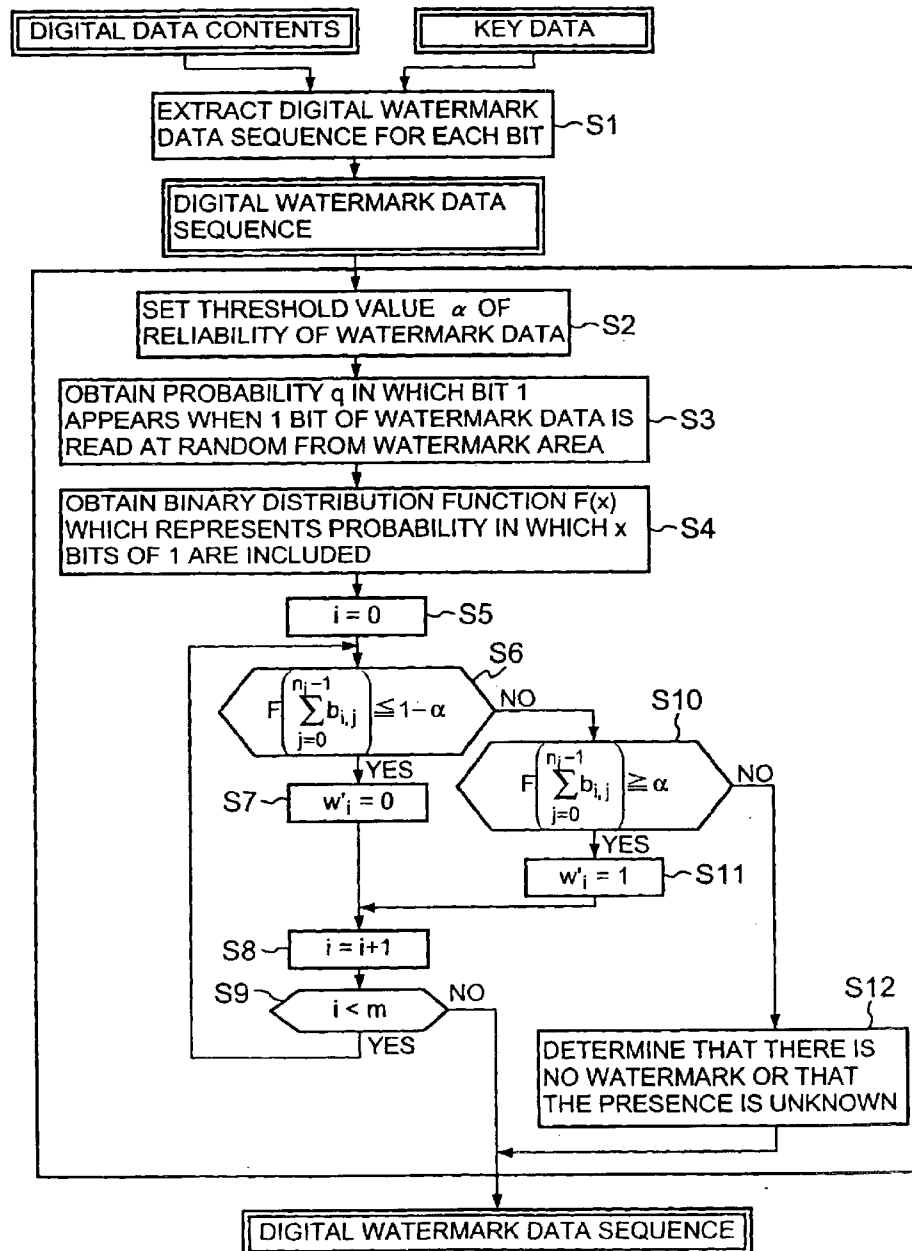 DIGITAL DATA CONTENTS
KEY DATA
EXTRACT DIGITAL WATERMARK
DATA SEQUENCE FOR EACH BIT
S1
DIGITAL WATERMARK DATA
SEQUENCE
SET THRESHOLD VALUE α OF
RELIABILITY OF WATERMARK DATA
S2
OBTAIN PROBABILITY q IN WHICH BIT 1
APPEARS WHEN 1 BIT OF WATERMARK DATA IS
READ AT RANDOM FROM WATERMARK AREA
S3
OBTAIN BINARY DISTRIBUTION FUNCTION F(x)
WHICH REPRESENTS PROBABILITY IN WHICH x
BITS OF 1 ARE INCLUDED
S4
i = 0
S5
S6
F(∑_{j=0}^{n_i-1} b_{i,j}) ≦ 1-α
NO
YES
S10
F(∑_{j=0}^{n_i-1} b_{i,j}) ≧ α
NO
YES
S7
w'_i = 0
w'_i = 1
S11
S8
i = i+1
S9
i < m
NO
YES
S12
DETERMINE THAT THERE IS
NO WATERMARK OR THAT
THE PRESENCE IS UNKNOWN
DIGITAL WATERMARK DATA SEQUENCE